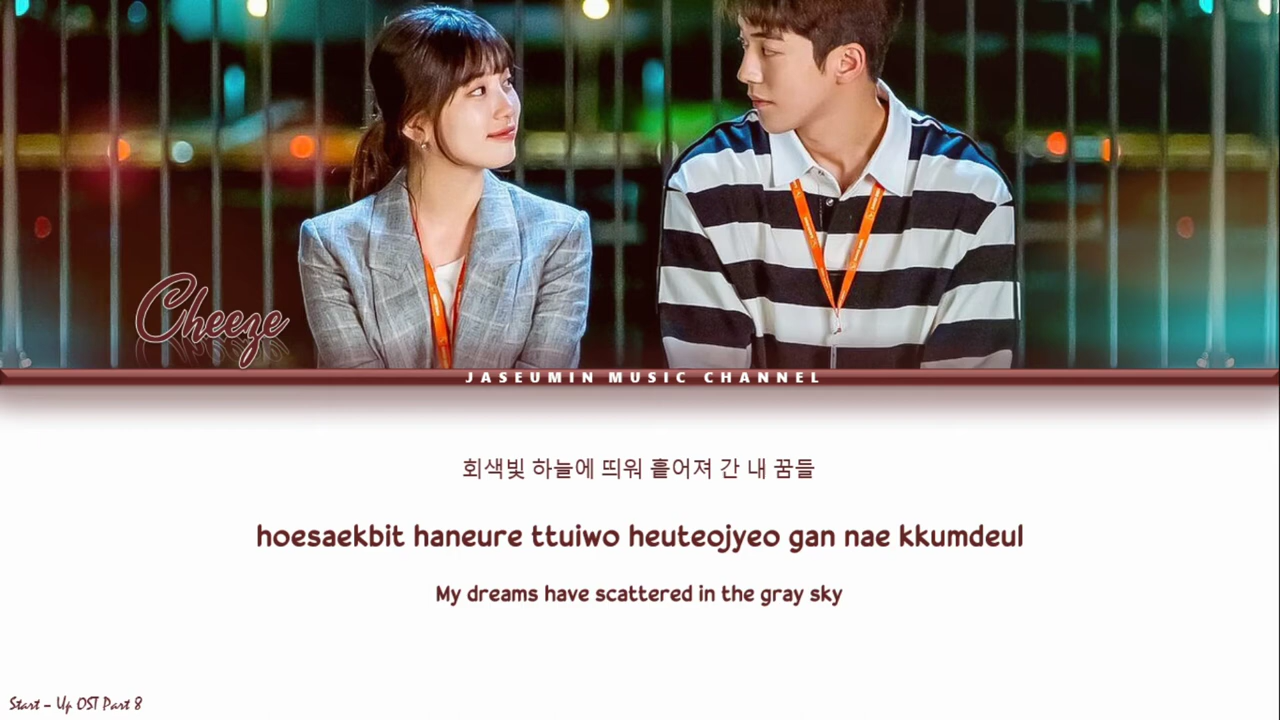 Cheeze
JASEUMIN MUSIC CHANNEL
회색빛 하늘에 띄워 흩어져 간 내 꿈들
hoesaekbit haneure ttuiwo heuteojyeo gan nae kkumdeul
My dreams have scattered in the gray sky
Start - Up OST Part 8